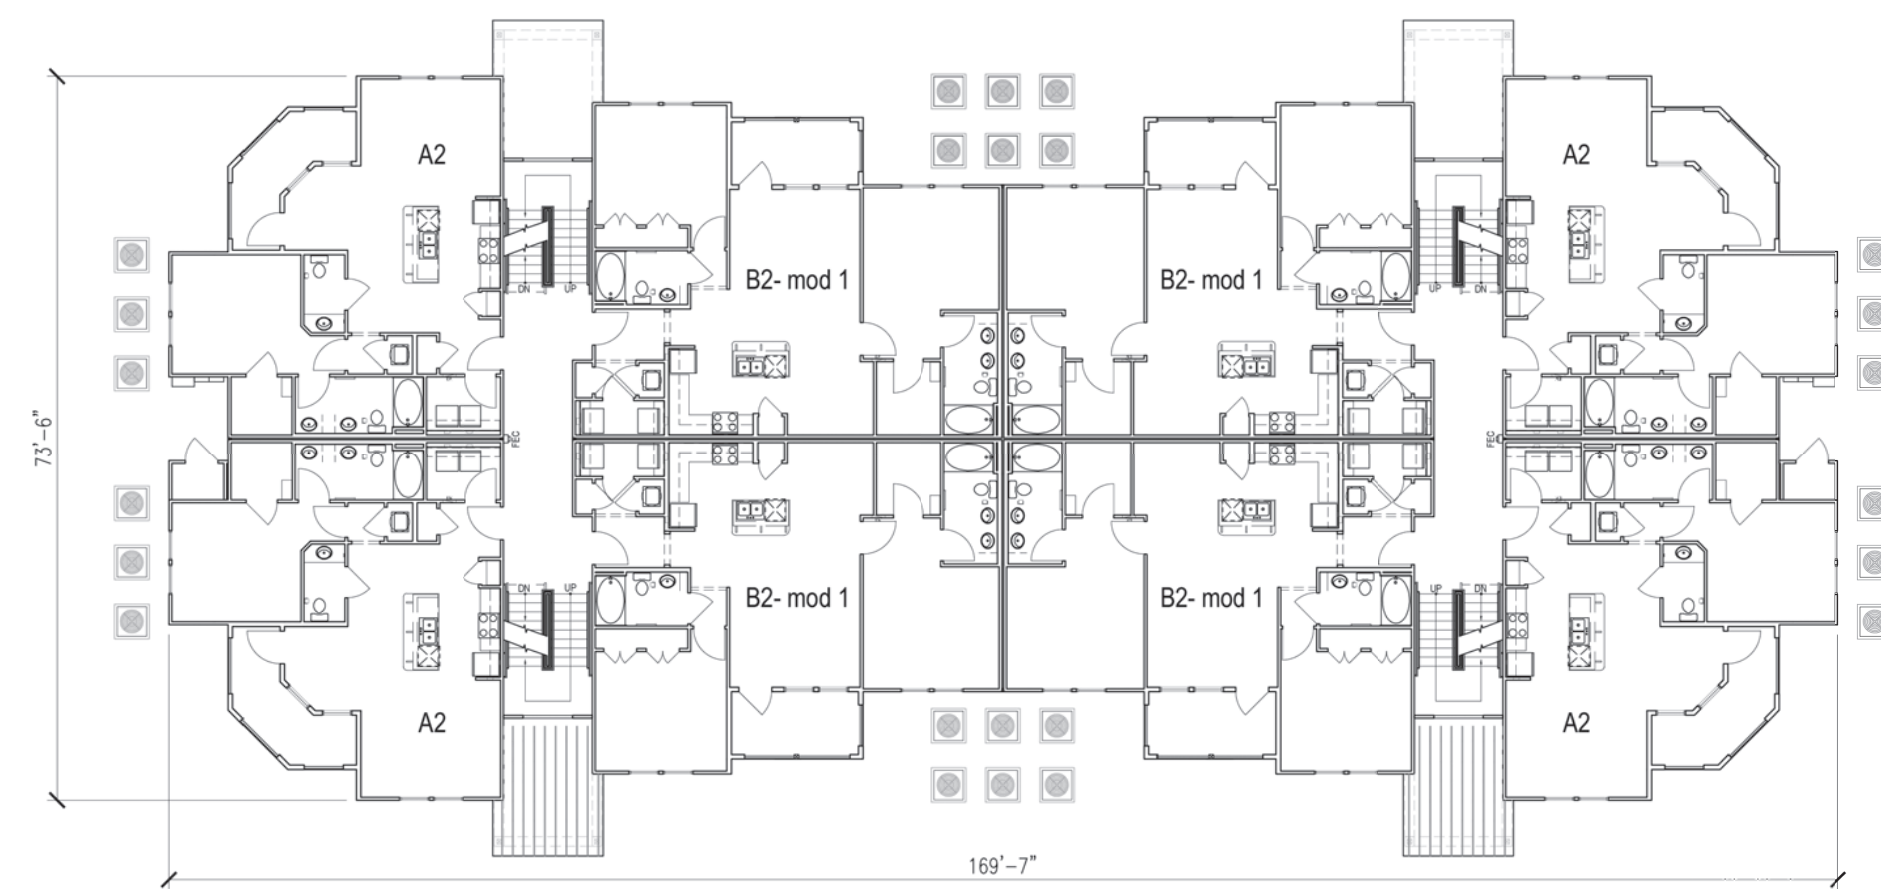 A2
A2
B2- mod 1
B2- mod 1
DN
UP
UP
DN
73'-6"
FEC
FEC
DN
UP
UP
DN
B2- mod 1
B2- mod 1
A2
A2
169'-7"